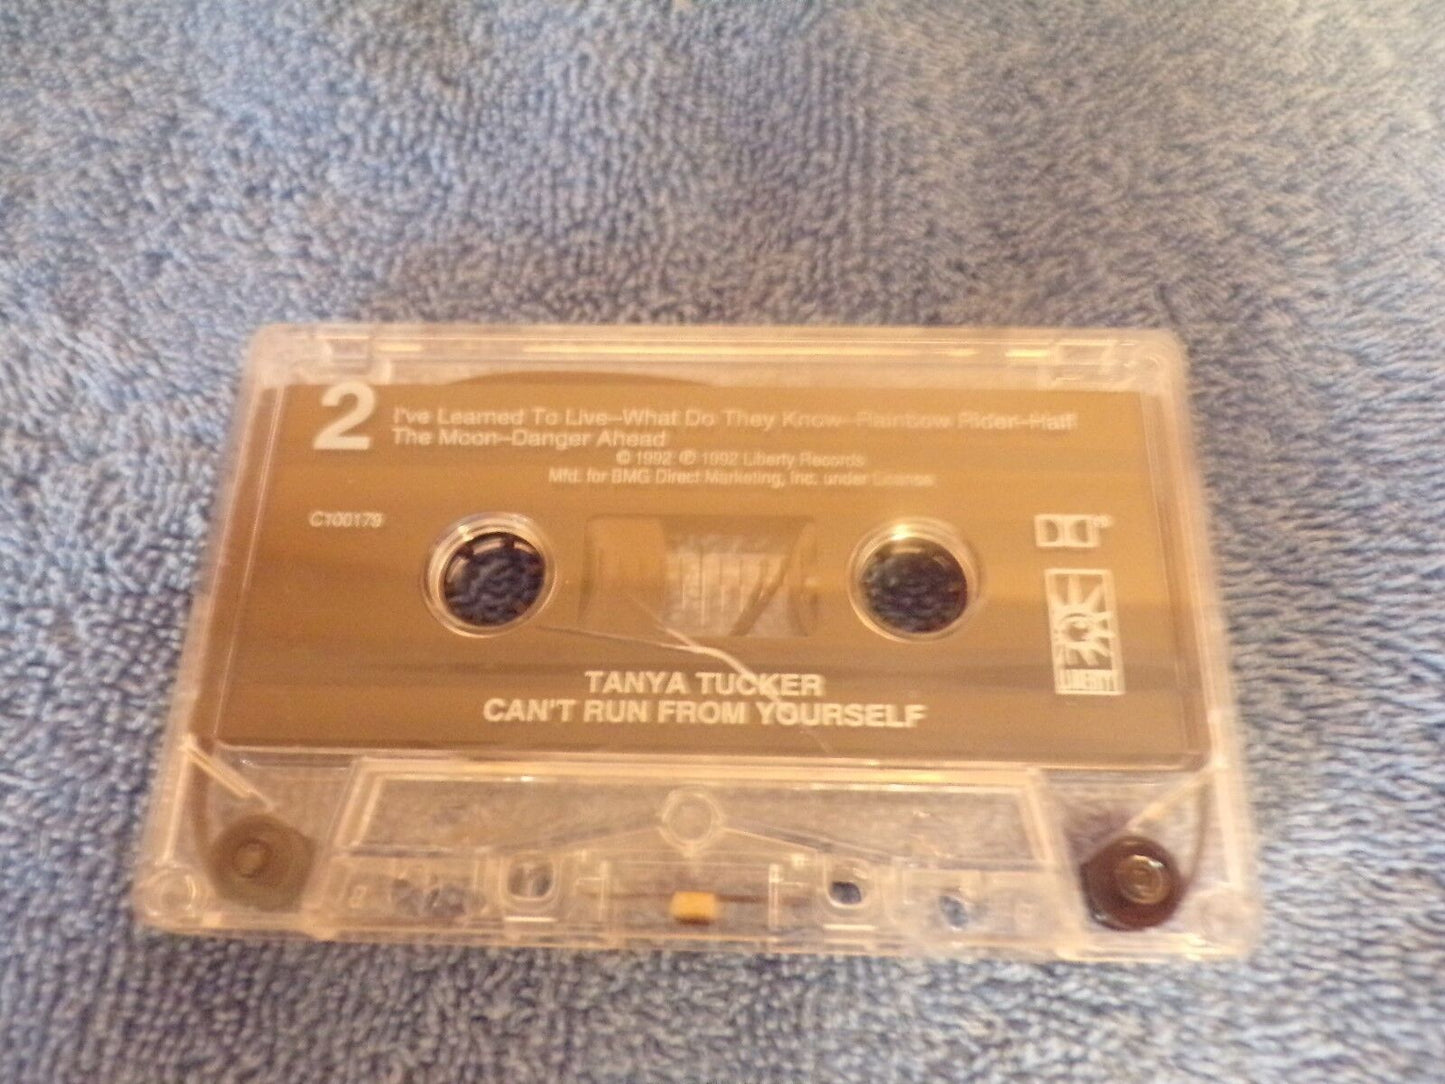 2
I've Learned To Live–What Do They Know–Rainbow Rider–Half
The Moon–Danger Ahead
© 1992 ℗ 1992 Liberty Records
Mfd. for BMG Direct Marketing, Inc. under License
C100179
LIBERTY
TANYA TUCKER
CAN'T RUN FROM YOURSELF